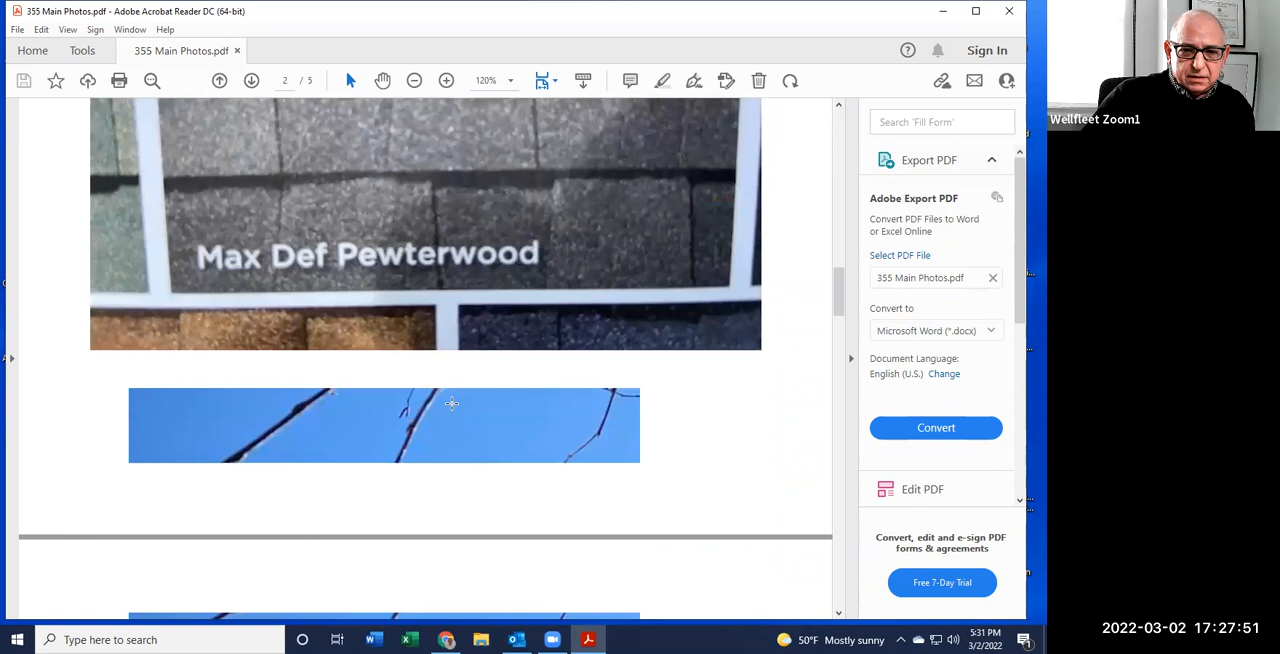 355 Main Photos.pdf - Adobe Acrobat Reader DC (64-bit)
File Edit View Sign Window Help
Home Tools 355 Main Photos.pdf × Sign In
2 / 5 120%
Max Def Pewterwood
Search 'Fill Form'
Export PDF
Adobe Export PDF
Convert PDF Files to Word
or Excel Online
Select PDF File
355 Main Photos.pdf
Convert to
Microsoft Word (*.docx)
Document Language:
English (U.S.) Change
Convert
Edit PDF
Convert, edit and e-sign PDF
forms & agreements
Free 7-Day Trial
Type here to search
50°F Mostly sunny
5:31 PM
3/2/2022
Wellfleet Zoom1
2022-03-02 17:27:51